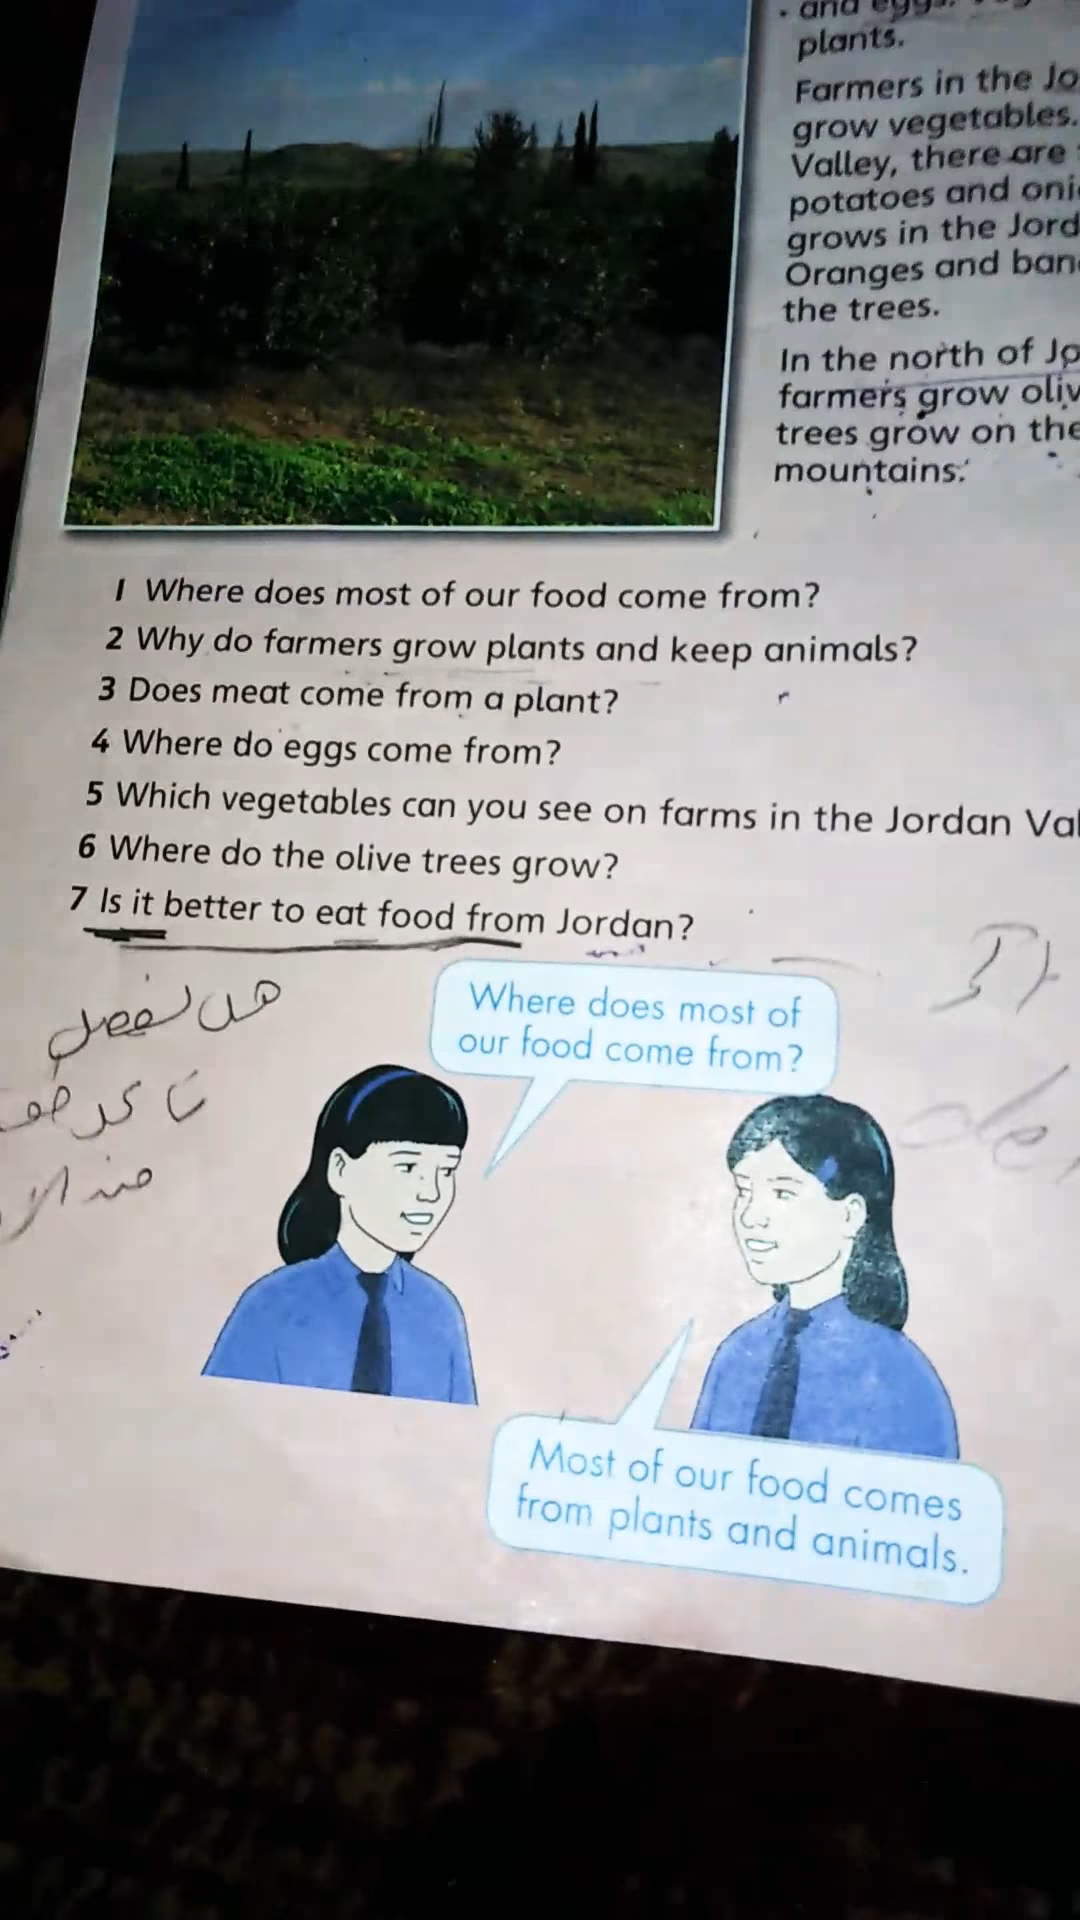 and eggs.
plants.
Farmers in the Jo
grow vegetables.
Valley, there are
potatoes and oni
grows in the Jord
Oranges and ban
the trees.
In the north of Jo
farmers grow oliv
trees grow on the
mountains.
1 Where does most of our food come from?
2 Why do farmers grow plants and keep animals?
3 Does meat come from a plant?
4 Where do eggs come from?
5 Which vegetables can you see on farms in the Jordan Val
6 Where do the olive trees grow?
7 Is it better to eat food from Jordan?
هل نفضل
Where does most of
our food come from?
Most of our food comes
from plants and animals.